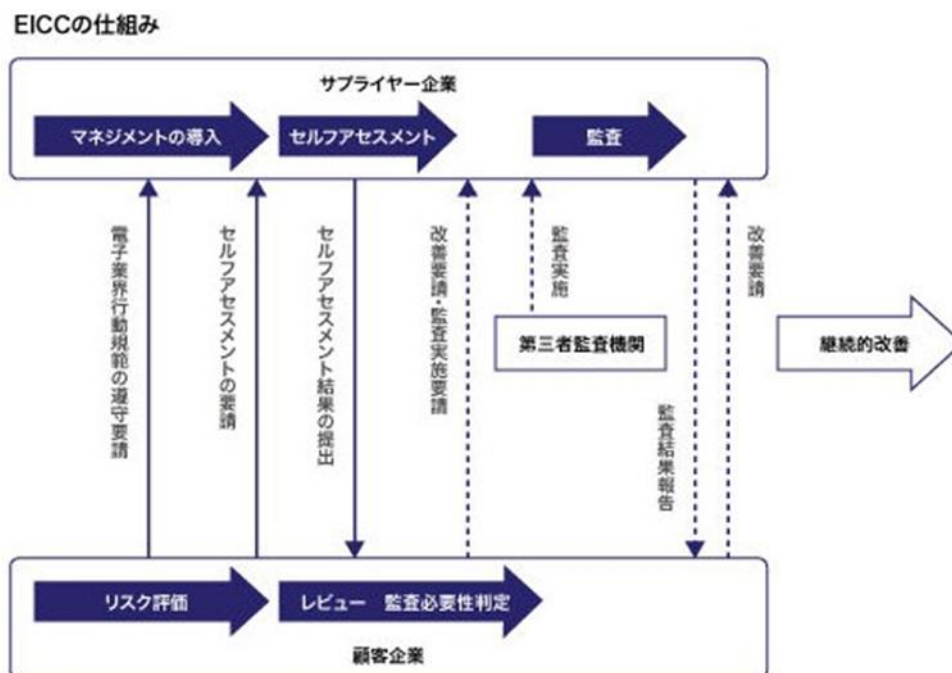 EICCの仕組み
サプライヤー企業
マネジメントの導入
セルフアセスメント
監査
電子業界行動規範の遵守要請
セルフアセスメントの要請
セルフアセスメント結果の提出
改善要請・監査実施要請
監査実施
改善要請
第三者監査機関
継続的改善
監査結果報告
リスク評価
レビュー 監査必要性判定
顧客企業